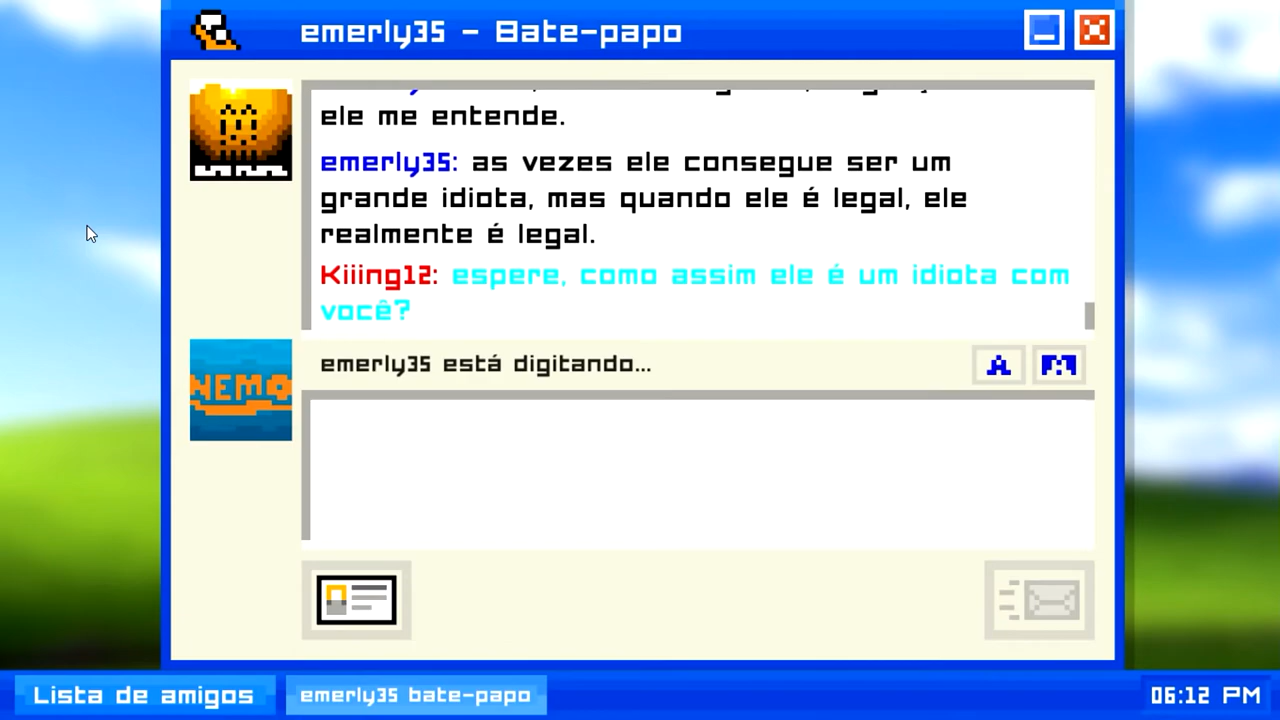 emerly35 - Bate-papo
ele me entende.
emerly35: as vezes ele consegue ser um
grande idiota, mas quando ele é legal, ele
realmente é legal.
Kiiing12: espere, como assim ele é um idiota com
você?
NEMO
emerly35 está digitando...
A
Lista de amigos
emerly35 bate-papo
06:12 PM